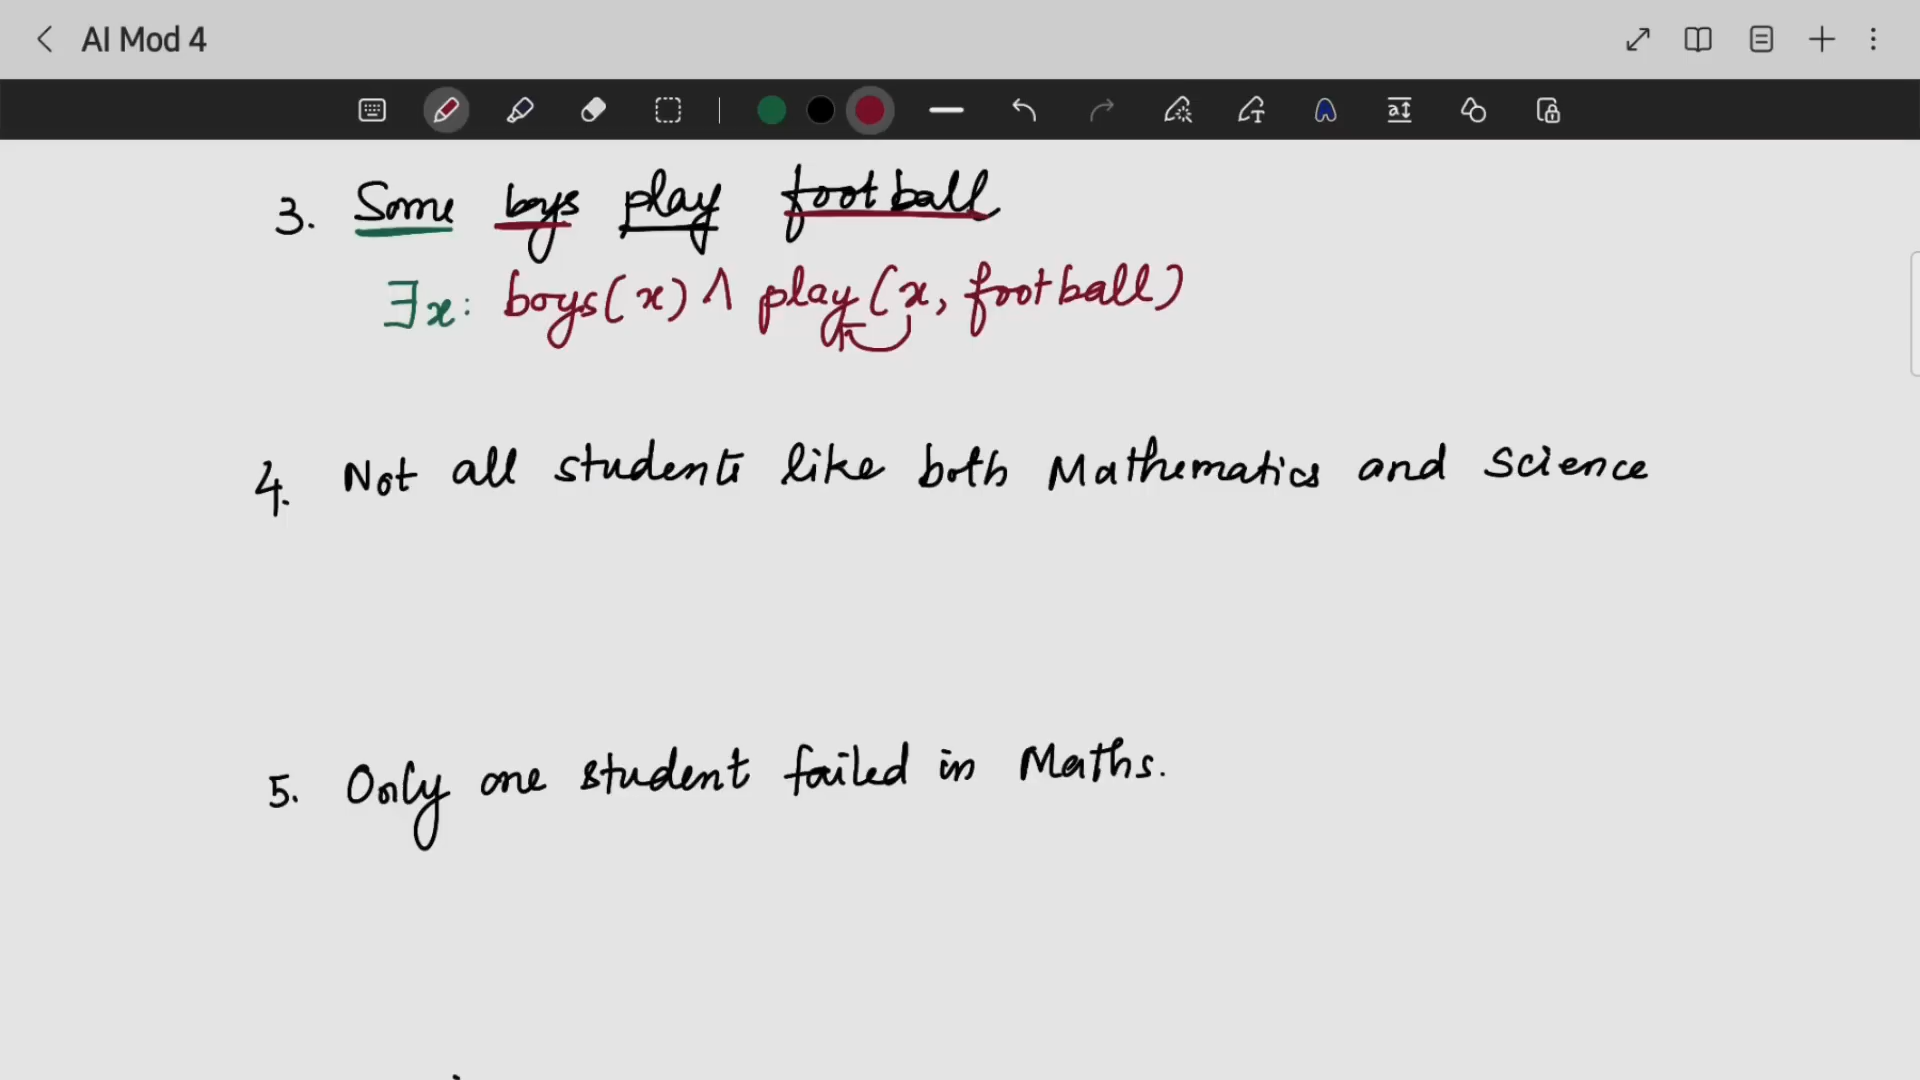 AI Mod 4
3. Some boys play football
∃x: boys(x) ∧ play(x, football)
4. Not all students like both Mathematics and Science
5. Only one student failed in Maths.